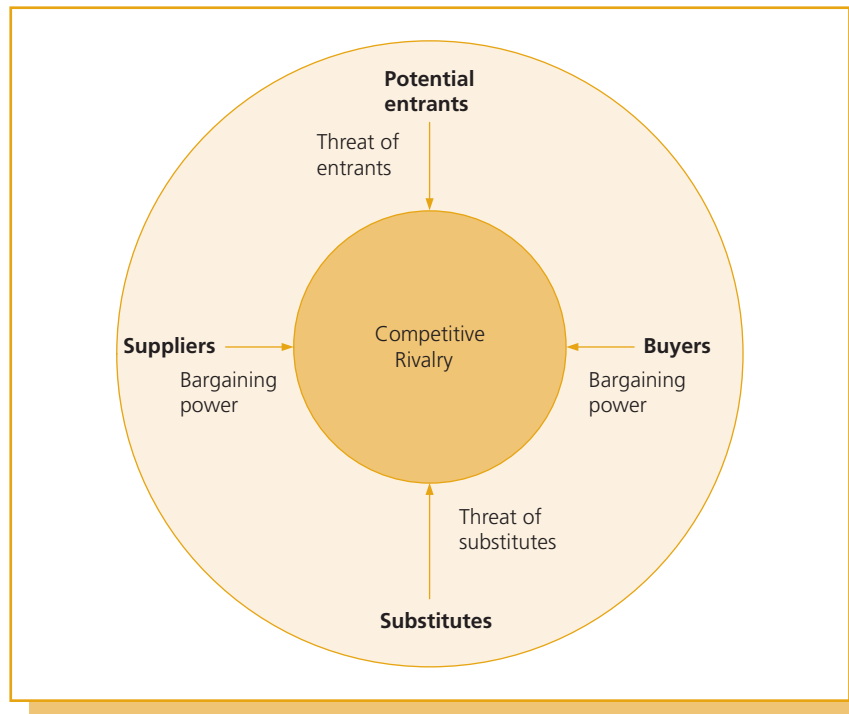 Potential
entrants
Threat of
entrants
Suppliers
Bargaining
power
Competitive
Rivalry
Buyers
Bargaining
power
Threat of
substitutes
Substitutes